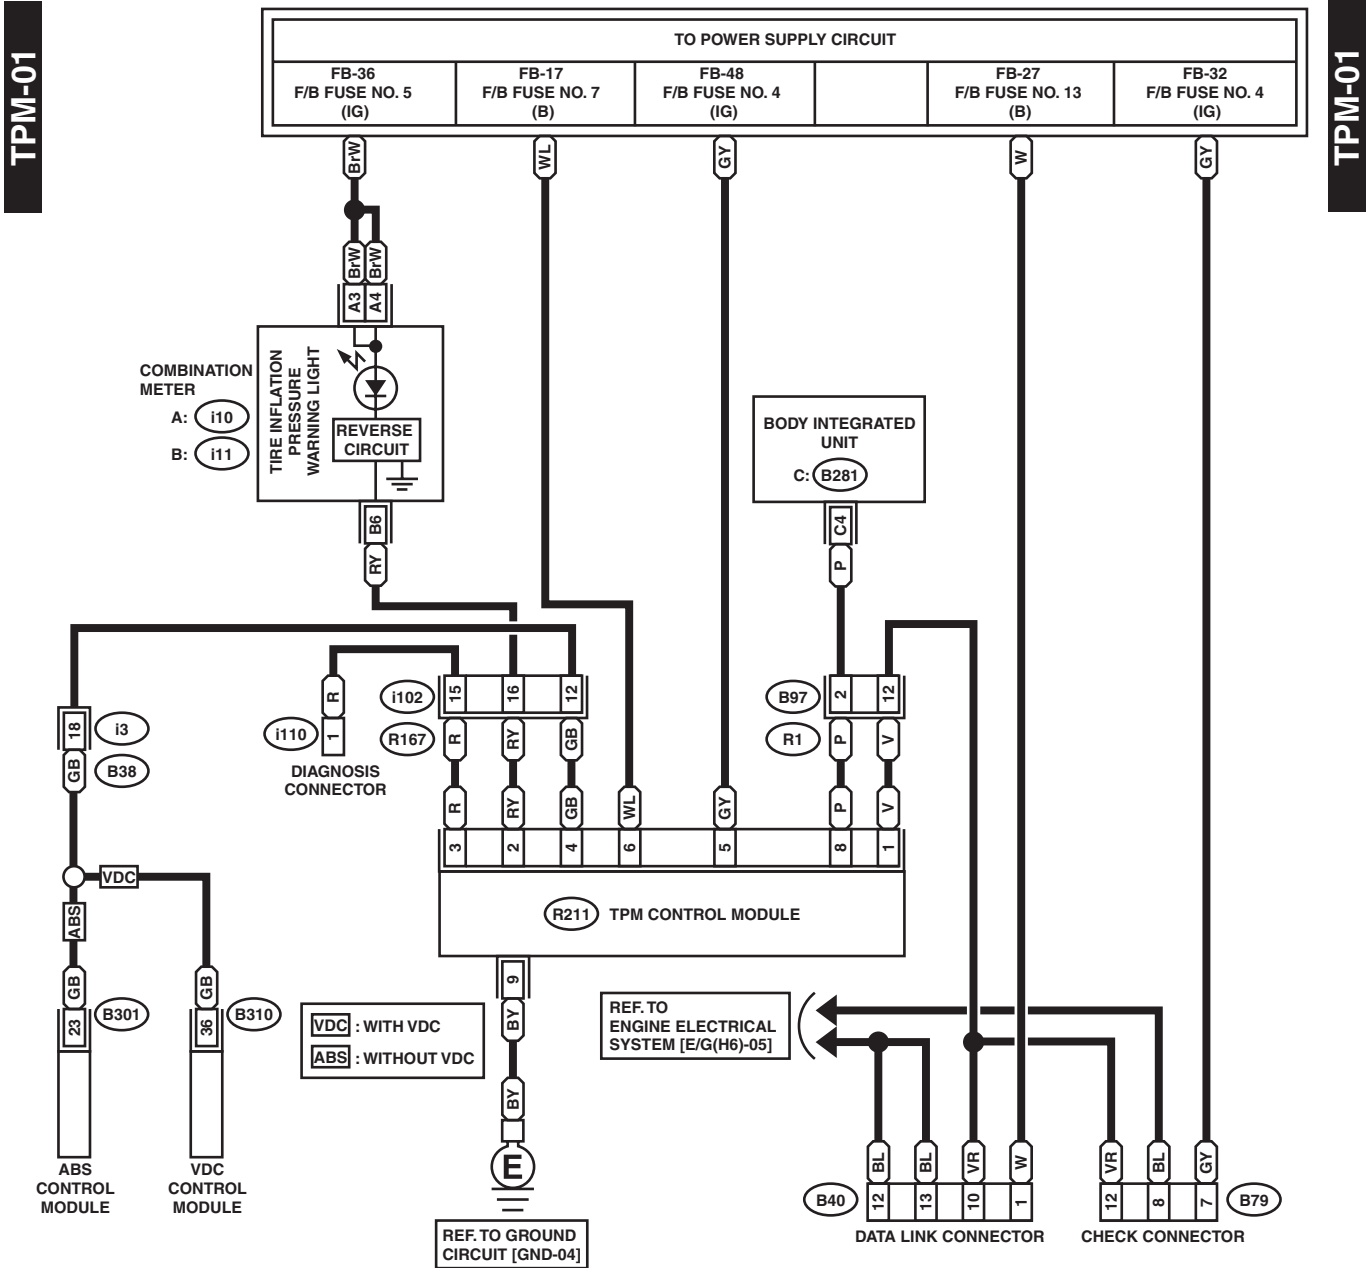 TPM-01
TPM-01
TO POWER SUPPLY CIRCUIT
FB-36
F/B FUSE NO. 5
(IG)
FB-17
F/B FUSE NO. 7
(B)
FB-48
F/B FUSE NO. 4
(IG)
FB-27
F/B FUSE NO. 13
(B)
FB-32
F/B FUSE NO. 4
(IG)
BrW
WL
GY
W
GY
BrW
BrW
A3
A4
COMBINATION
METER
A: i10
B: i11
TIRE INFLATION
PRESSURE
WARNING LIGHT
REVERSE
CIRCUIT
B6
RY
BODY INTEGRATED
UNIT
C: B281
C4
P
R
1
i110
DIAGNOSIS
CONNECTOR
i102
15
16
12
R167
R
RY
GB
B97
2
12
R1
P
V
18
i3
GB
B38
R
RY
GB
WL
GY
P
V
3
2
4
6
5
8
1
R211 TPM CONTROL MODULE
VDC
ABS
GB
GB
23
B301
36
B310
ABS
CONTROL
MODULE
VDC
CONTROL
MODULE
VDC : WITH VDC
ABS : WITHOUT VDC
9
BY
BY
E
REF. TO GROUND
CIRCUIT [GND-04]
REF. TO
ENGINE ELECTRICAL
SYSTEM [E/G(H6)-05]
BL
BL
VR
W
VR
BL
GY
B40
12
13
10
1
12
8
7
B79
DATA LINK CONNECTOR
CHECK CONNECTOR